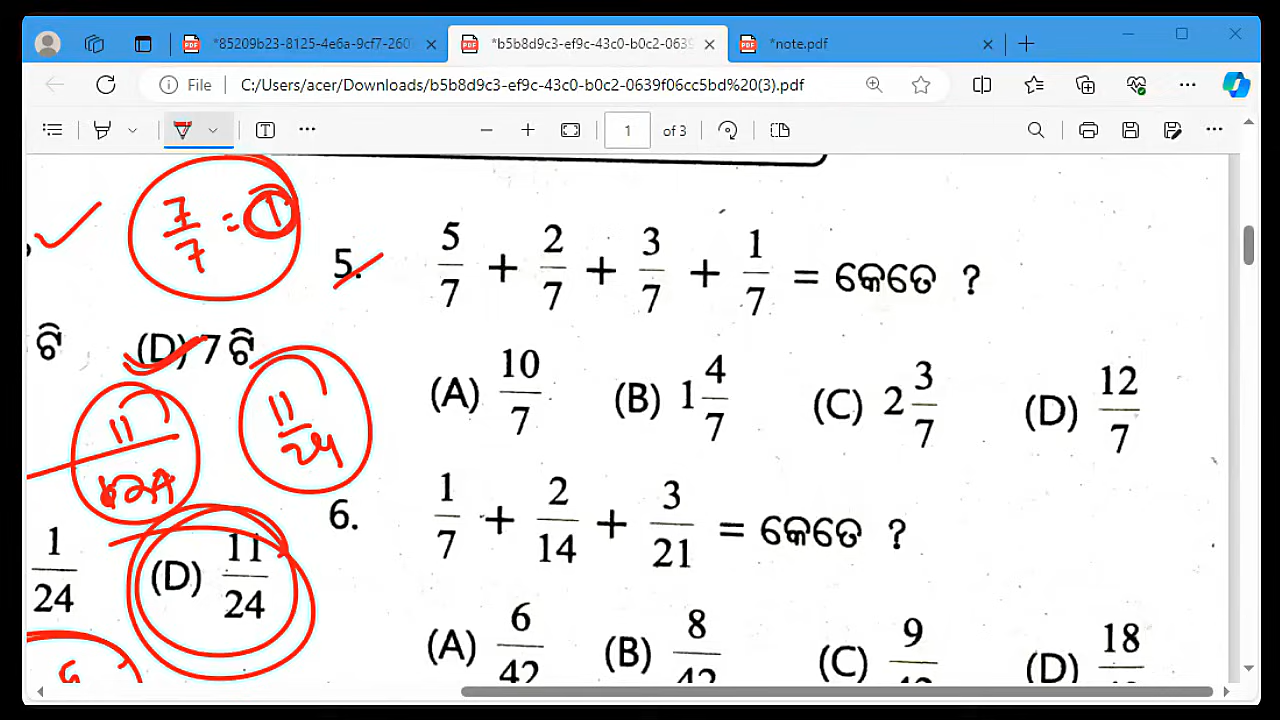 *85209b23-8125-4e6a-9cf7-260 *b5b8d9c3-ef9c-43c0-b0c2-0639 *note.pdf
File C:/Users/acer/Downloads/b5b8d9c3-ef9c-43c0-b0c2-0639f06cc5bd%20(3).pdf
1 of 3
7/7 = 1
5. 5/7 + 2/7 + 3/7 + 1/7 = କେତେ ?
ଟି (D) 7 ଟି
(A) 10/7 (B) 1 4/7 (C) 2 3/7 (D) 12/7
11/24
6. 1/7 + 2/14 + 3/21 = କେତେ ?
1/24 (D) 11/24
(A) 6/42 (B) 8/42 (C) 9/42 (D) 18